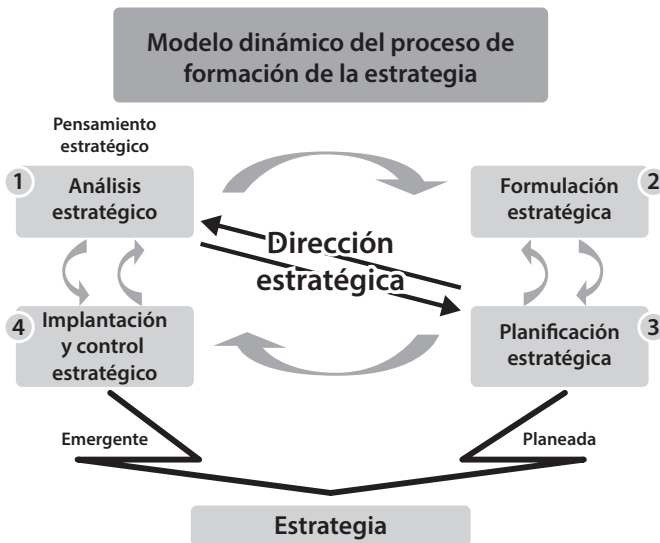 Modelo dinámico del proceso de
formación de la estrategia
Pensamiento
estratégico
1
Análisis
estratégico
Formulación
estratégica
2
Dirección
estratégica
4
Implantación
y control
estratégico
Planificación
estratégica
3
Emergente
Planeada
Estrategia